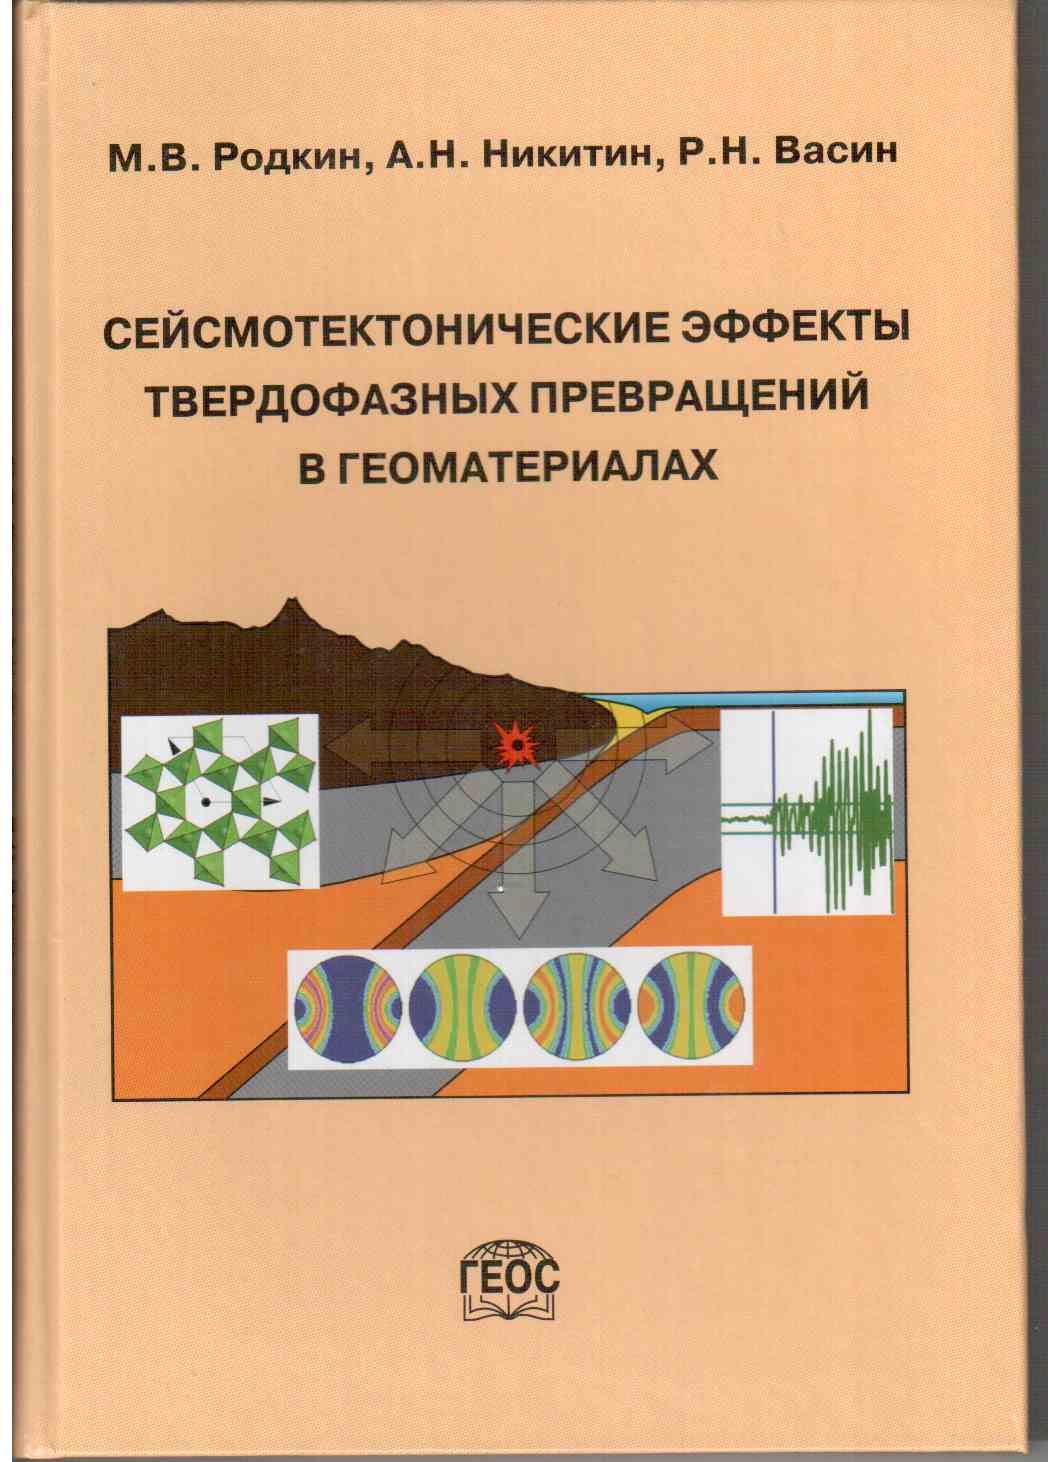 М.В. Родкин, А.Н. Никитин, Р.Н. Васин
СЕЙСМОТЕКТОНИЧЕСКИЕ ЭФФЕКТЫ
ТВЕРДОФАЗНЫХ ПРЕВРАЩЕНИЙ
В ГЕОМАТЕРИАЛАХ
ГЕОС